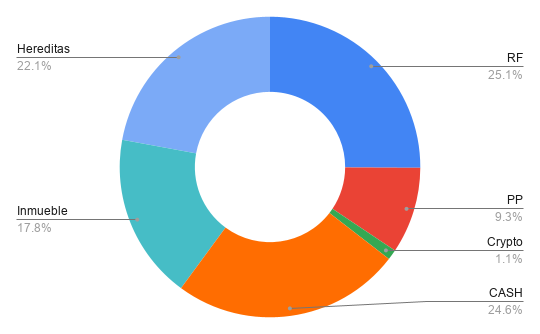 Hereditas
22.1%
Inmueble
17.8%
RF
25.1%
PP
9.3%
Crypto
1.1%
CASH
24.6%